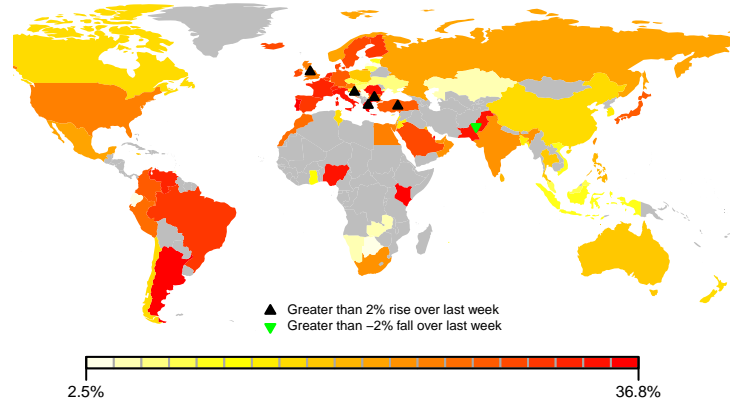 Greater than 2% rise over last week
Greater than −2% fall over last week
2.5%
36.8%